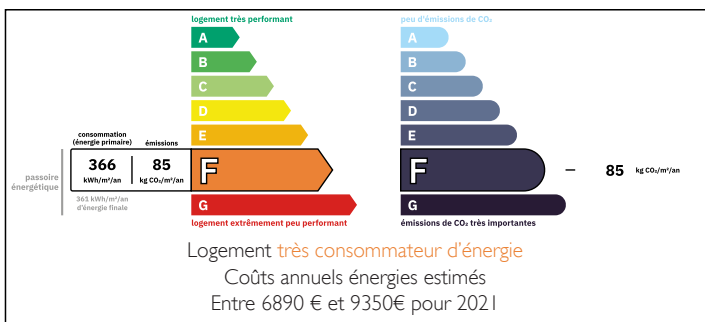 logement très performant
A
B
C
D
E
consommation
(énergie primaire)
émissions
366
kWh/m²/an
85
kg CO₂/m²/an
F
passoire
énergétique
361 kWh/m²/an
d'énergie finale
G
logement extrêmement peu performant
peu d'émissions de CO₂
A
B
C
D
E
F
85 kg CO₂/m²/an
G
émissions de CO₂ très importantes
Logement très consommateur d'énergie
Coûts annuels énergies estimés
Entre 6890 € et 9350€ pour 2021